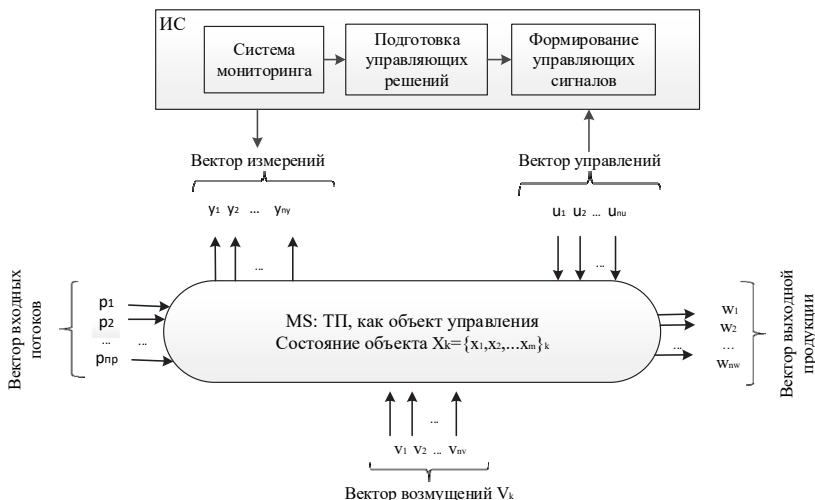 ИС
Система
мониторинга
Подготовка
управляющих
решений
Формирование
управляющих
сигналов
Вектор измерений
Вектор управлений
y1 y2 ... yny
u1 u2 ... unu
...
...
Вектор входных
потоков
p1
p2
... ...
pnp
MS: ТП, как объект управления
Состояние объекта Xk={x1,x2,...xm}k
w1
w2
... ...
wnw
Вектор выходной
продукции
...
v1 v2 ... vnv
Вектор возмущений Vk